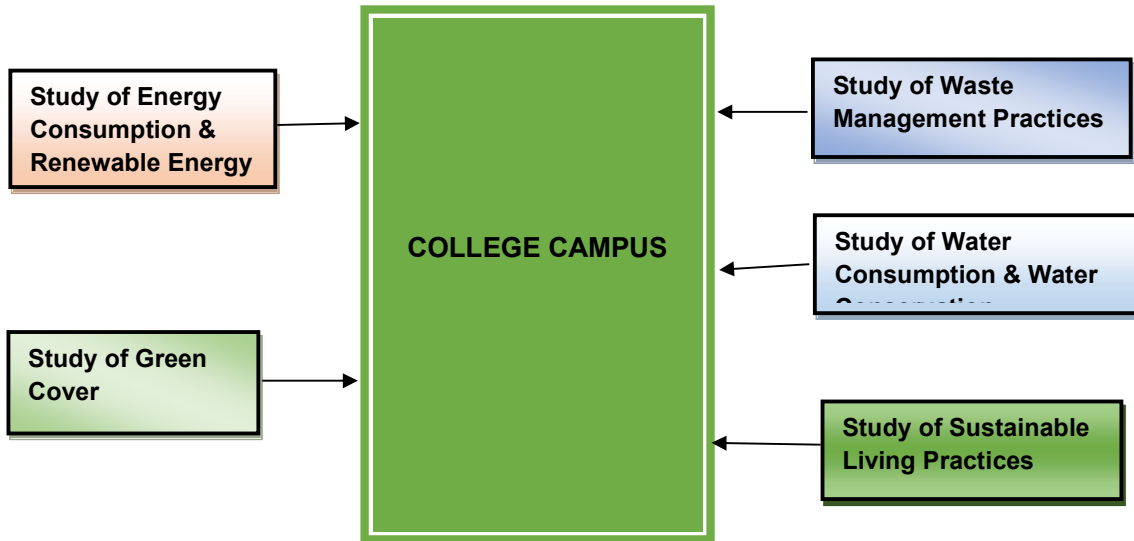 Study of Energy
Consumption &
Renewable Energy
Study of Green
Cover
COLLEGE CAMPUS
Study of Waste
Management Practices
Study of Water
Consumption & Water
Study of Sustainable
Living Practices